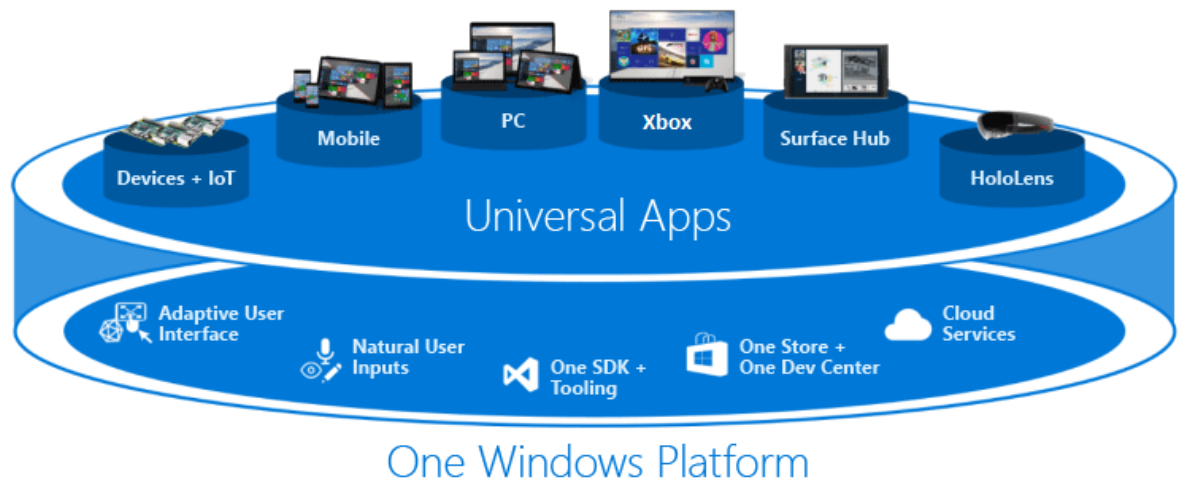 Devices + IoT
Mobile
PC
Xbox
Surface Hub
HoloLens
Universal Apps
Adaptive User
Interface
Natural User
Inputs
One SDK +
Tooling
One Store +
One Dev Center
Cloud
Services
One Windows Platform